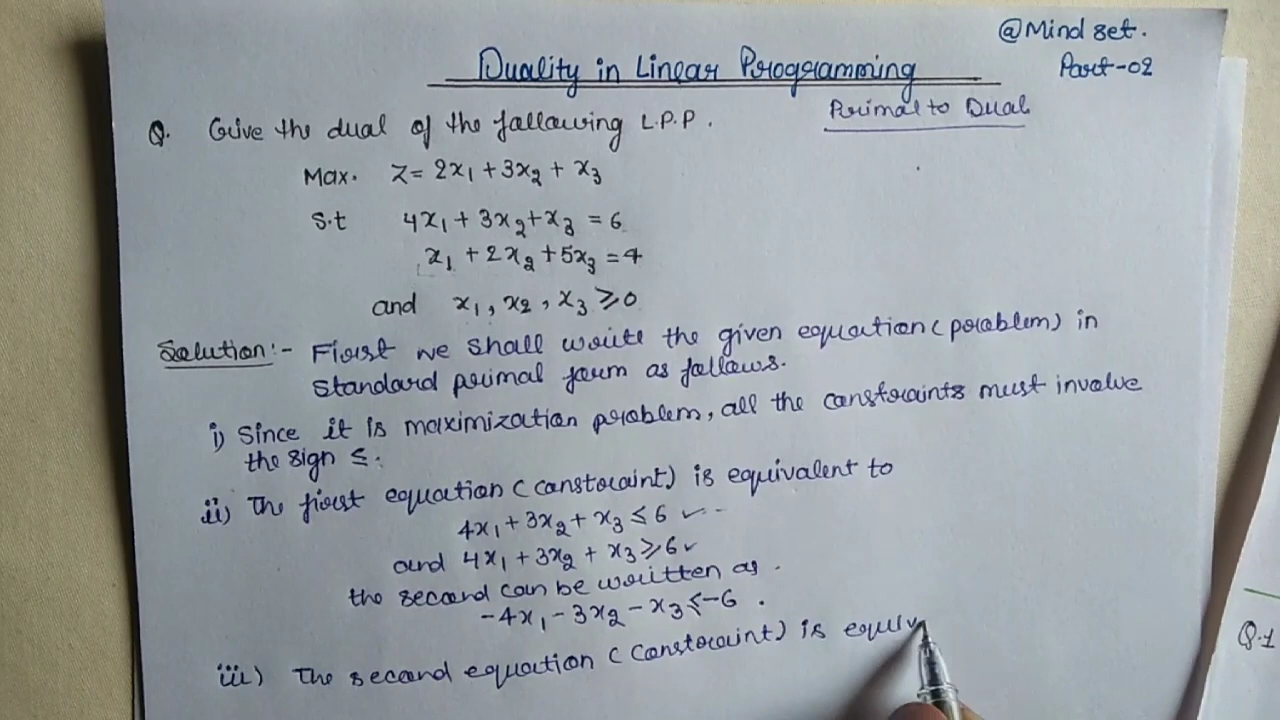 @Mind set.
Part-02
Duality in Linear Programming
Primal to Dual
Q. Give the dual of the following L.P.P.
Max. Z= 2x₁ + 3x₂ + x₃
S.t 4x₁ + 3x₂ + x₃ = 6
x₁ + 2x₂ + 5x₃ = 4
and x₁, x₂, x₃ ⩾ 0
Solution:- First we shall write the given equation (problem) in
standard primal form as follows.
i) Since it is maximization problem, all the constraints must involve
the sign ≤.
ii) The first equation (constraint) is equivalent to
4x₁ + 3x₂ + x₃ ≤ 6 ✓
and 4x₁ + 3x₂ + x₃ ⩾ 6 ✓
the second can be written as.
-4x₁ - 3x₂ - x₃ ≤ -6.
iii) The second equation (constraint) is equiv
Q.1